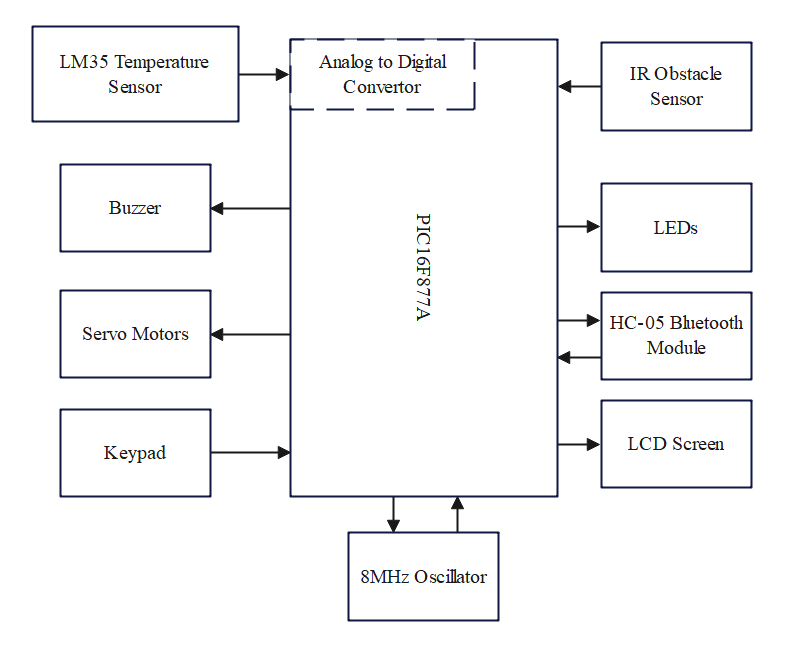 LM35 Temperature
Sensor
Analog to Digital
Convertor
IR Obstacle
Sensor
Buzzer
PIC16F877A
LEDs
Servo Motors
HC-05 Bluetooth
Module
Keypad
LCD Screen
8MHz Oscillator